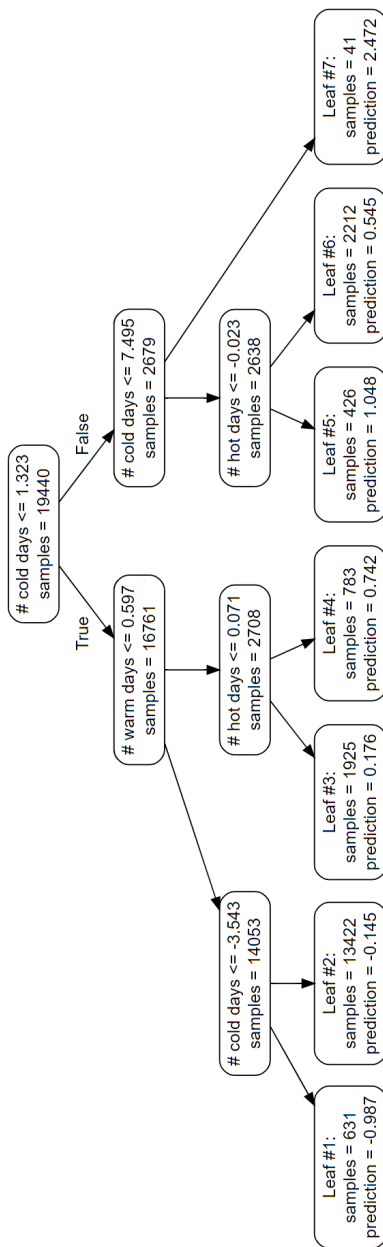 # cold days <= 1.323
samples = 19440
True
False
# warm days <= 0.597
samples = 16761
# cold days <= 7.495
samples = 2679
# cold days <= -3.543
samples = 14053
# hot days <= 0.071
samples = 2708
# hot days <= -0.023
samples = 2638
Leaf #1:
samples = 631
prediction = -0.987
Leaf #2:
samples = 13422
prediction = -0.145
Leaf #3:
samples = 1925
prediction = 0.176
Leaf #4:
samples = 783
prediction = 0.742
Leaf #5:
samples = 426
prediction = 1.048
Leaf #6:
samples = 2212
prediction = 0.545
Leaf #7:
samples = 41
prediction = 2.472